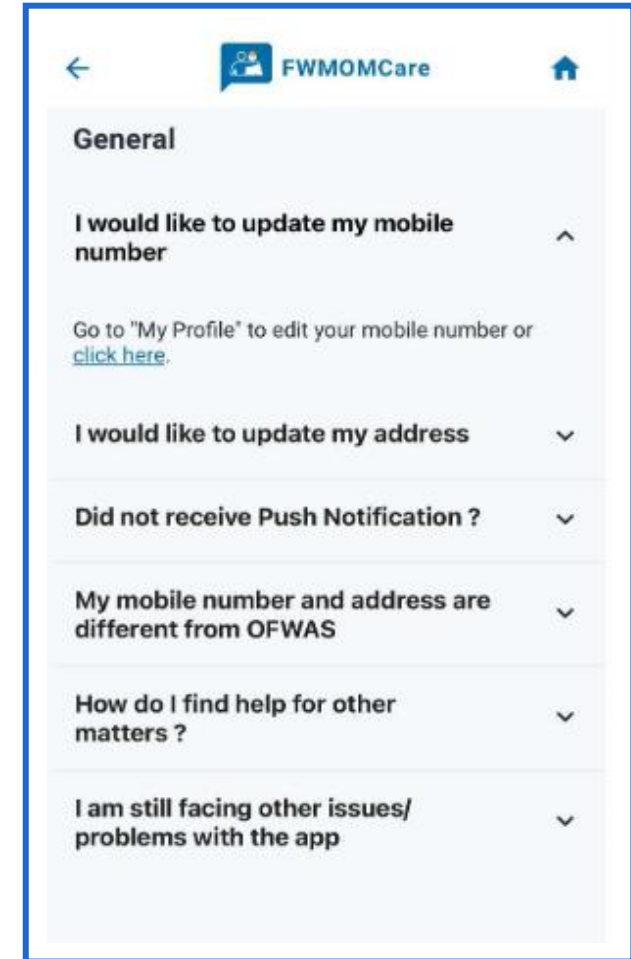 FWMOMCare
General
I would like to update my mobile
number
Go to "My Profile" to edit your mobile number or
click here.
I would like to update my address
Did not receive Push Notification ?
My mobile number and address are
different from OFWAS
How do I find help for other
matters ?
I am still facing other issues/
problems with the app